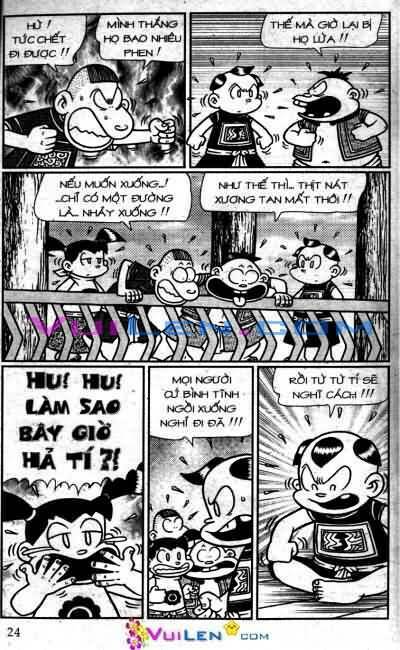 HỪ !
TỨC CHẾT
ĐI ĐƯỢC !!
MÌNH THẮNG
HỌ BAO NHIÊU
PHEN !
THẾ MÀ GIỜ LẠI BỊ
HỌ LỪA !!
NẾU MUỐN XUỐNG...!
...CHỈ CÓ MỘT ĐƯỜNG
LÀ... NHẢY XUỐNG !!
NHƯ THẾ THÌ... THỊT NÁT
XƯƠNG TAN MẤT THÔI !!
VUILEN.COM
HU! HU!
LÀM SAO
BÂY GIỜ
HẢ TÍ ?!
MỌI NGƯỜI
CỨ BÌNH TĨNH
NGỒI XUỐNG
NGHỈ ĐI ĐÃ !!!
RỒI TỪ TỪ TÍ SẼ
NGHĨ CÁCH !!!
24
VUILEN.COM